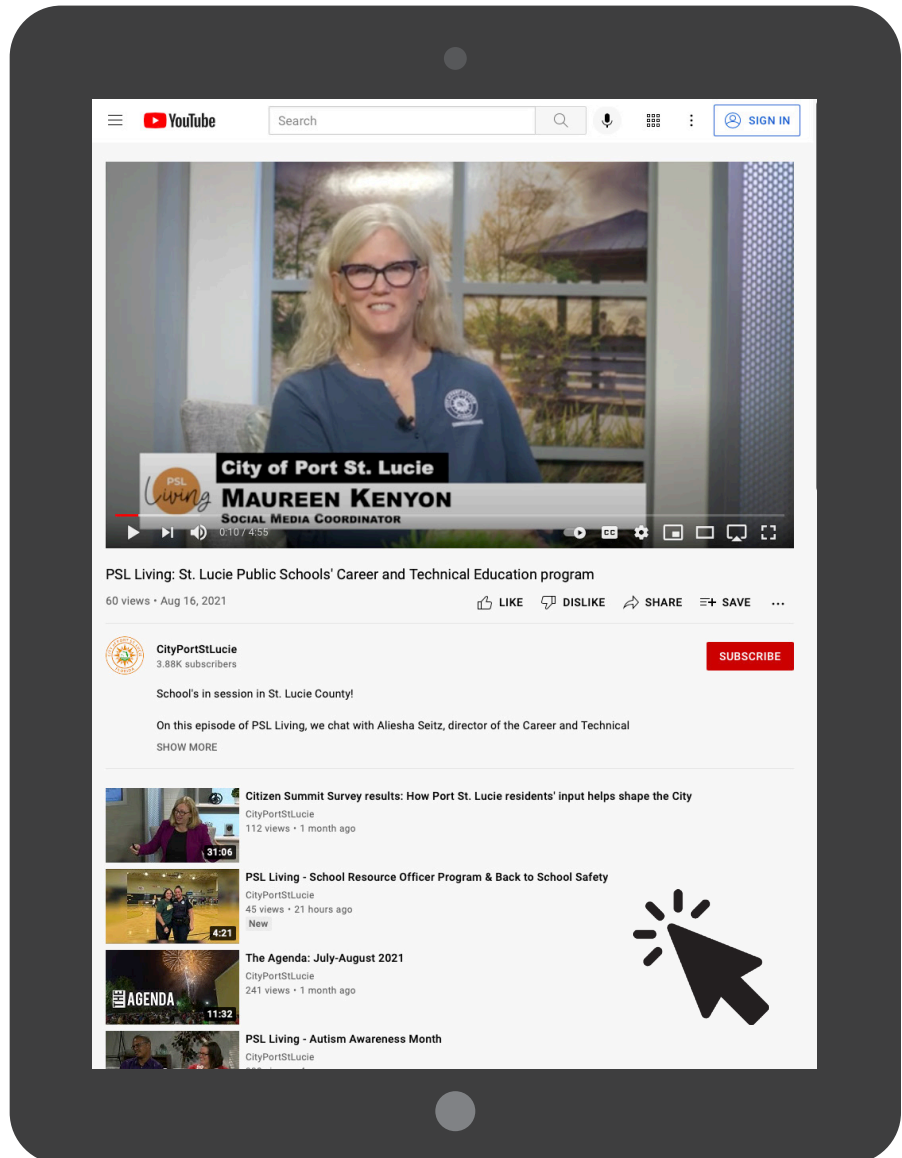 YouTube
Search
SIGN IN
City of Port St. Lucie
PSL
Living
MAUREEN KENYON
SOCIAL MEDIA COORDINATOR
0:10 / 4:55
CC
PSL Living: St. Lucie Public Schools' Career and Technical Education program
60 views • Aug 16, 2021
LIKE
DISLIKE
SHARE
SAVE
CityPortStLucie
3.88K subscribers
SUBSCRIBE
School's in session in St. Lucie County!
On this episode of PSL Living, we chat with Aliesha Seitz, director of the Career and Technical
SHOW MORE
Citizen Summit Survey results: How Port St. Lucie residents' input helps shape the City
CityPortStLucie
112 views • 1 month ago
31:06
PSL Living - School Resource Officer Program & Back to School Safety
CityPortStLucie
45 views • 21 hours ago
New
4:21
The Agenda: July-August 2021
CityPortStLucie
241 views • 1 month ago
THE AGENDA
11:32
PSL Living - Autism Awareness Month
CityPortStLucie